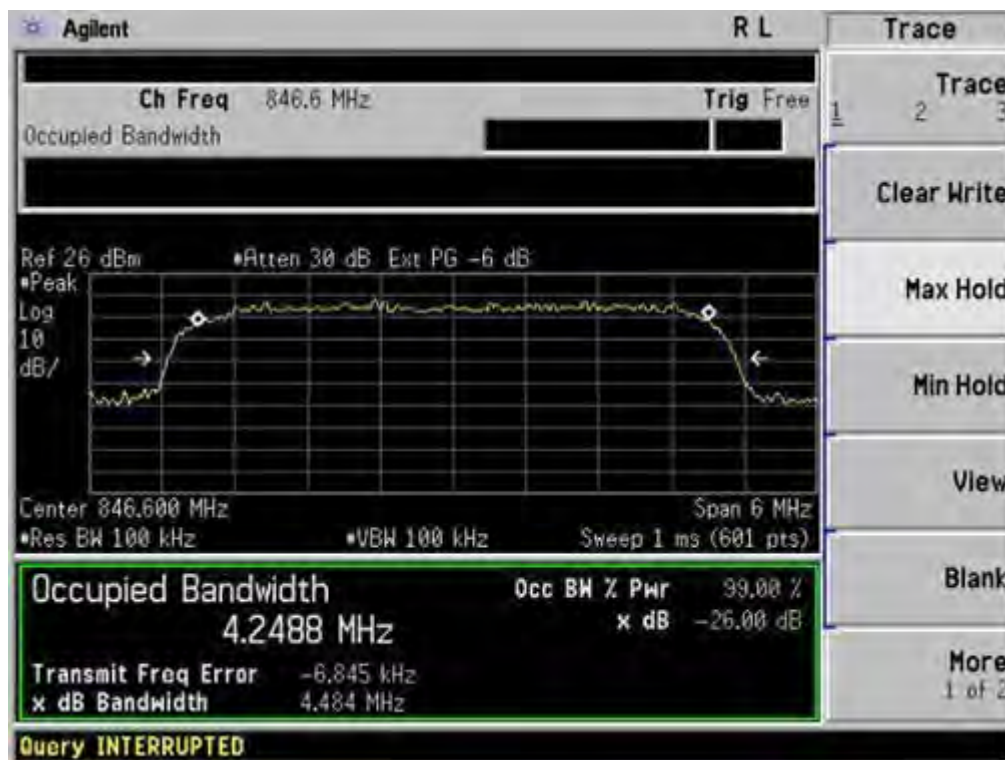 Agilent R L Trace
Ch Freq 846.6 MHz Trig Free
Occupied Bandwidth
Trace
1 2 3
Clear Write
Max Hold
Min Hold
View
Blank
More
1 of 2
Ref 26 dBm •Atten 30 dB Ext PG -6 dB
•Peak
Log
10
dB/
Center 846.600 MHz Span 6 MHz
•Res BW 100 kHz •VBW 100 kHz Sweep 1 ms (601 pts)
Occupied Bandwidth Occ BW % Pwr 99.00 %
4.2488 MHz x dB -26.00 dB
Transmit Freq Error -6.845 kHz
x dB Bandwidth 4.484 MHz
Query INTERRUPTED